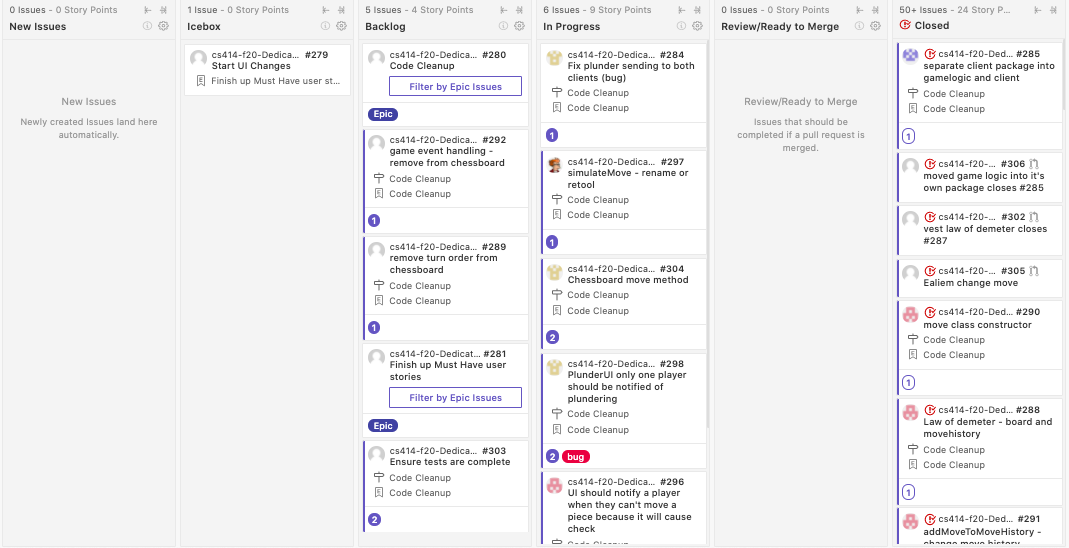 0 Issues - 0 Story Points
New Issues
New Issues
Newly created Issues land here
automatically.
1 Issue - 0 Story Points
Icebox
cs414-f20-Dedica... #279
Start UI Changes
Finish up Must Have user st...
5 Issues - 4 Story Points
Backlog
cs414-f20-Dedica... #280
Code Cleanup
Filter by Epic Issues
Epic
cs414-f20-Dedica... #292
game event handling -
remove from chessboard
Code Cleanup
Code Cleanup
1
cs414-f20-Dedica... #289
remove turn order from
chessboard
Code Cleanup
Code Cleanup
1
cs414-f20-Dedicat... #281
Finish up Must Have user
stories
Filter by Epic Issues
Epic
cs414-f20-Dedica... #303
Ensure tests are complete
Code Cleanup
Code Cleanup
2
6 Issues - 9 Story Points
In Progress
cs414-f20-Dedica... #284
Fix plunder sending to both
clients (bug)
Code Cleanup
Code Cleanup
1
cs414-f20-Dedica... #297
simulateMove - rename or
retool
Code Cleanup
Code Cleanup
1
cs414-f20-Dedica... #304
Chessboard move method
Code Cleanup
Code Cleanup
2
cs414-f20-Dedica... #298
PlunderUI only one player
should be notified of
plundering
Code Cleanup
Code Cleanup
2 bug
cs414-f20-Dedica... #296
UI should notify a player
when they can't move a
piece because it will cause
check
Code Cleanup
0 Issues - 0 Story Points
Review/Ready to Merge
Review/Ready to Merge
Issues that should be
completed if a pull request is
merged.
50+ Issues - 24 Story P...
Closed
cs414-f20-Ded... #285
separate client package into
gamelogic and client
Code Cleanup
Code Cleanup
1
cs414-f20-... #306
moved game logic into it's
own package closes #285
cs414-f20-... #302
vest law of demeter closes
#287
cs414-f20-... #305
Ealiem change move
cs414-f20-Ded... #290
move class constructor
Code Cleanup
Code Cleanup
1
cs414-f20-Ded... #288
Law of demeter - board and
movehistory
Code Cleanup
Code Cleanup
1
cs414-f20-Ded... #291
addMoveToMoveHistory -
change move history